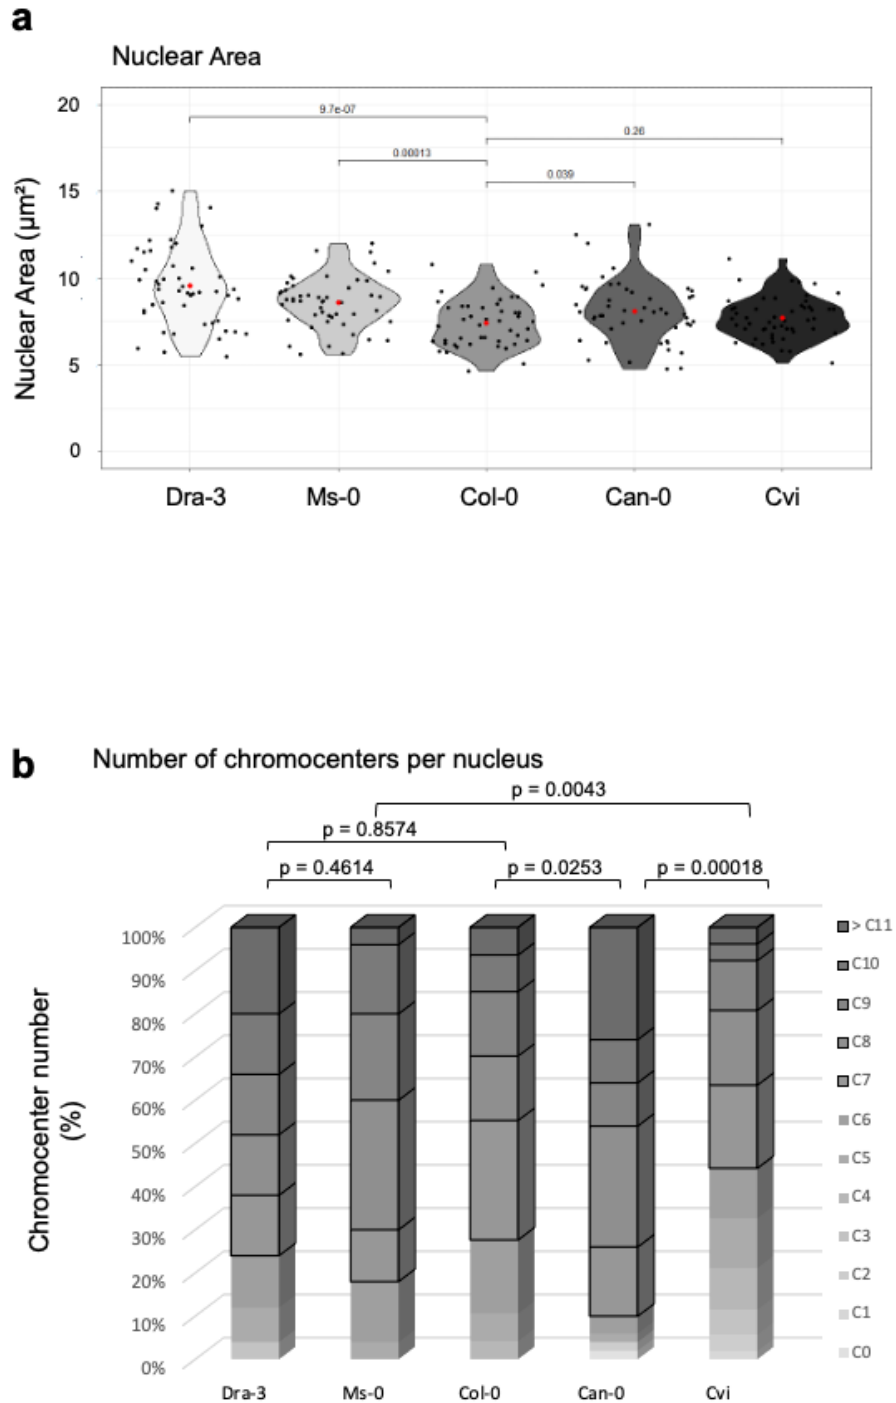 a
Nuclear Area
Nuclear Area (µm²)
20
15
10
5
0
9.7e-07
0.26
0.00013
0.039
Dra-3 Ms-0 Col-0 Can-0 Cvi
b
Number of chromocenters per nucleus
p = 0.0043
p = 0.8574
p = 0.4614 p = 0.0253 p = 0.00018
Chromocenter number
(%)
100%
90%
80%
70%
60%
50%
40%
30%
20%
10%
0%
Dra-3 Ms-0 Col-0 Can-0 Cvi
> C11
C10
C9
C8
C7
C6
C5
C4
C3
C2
C1
C0